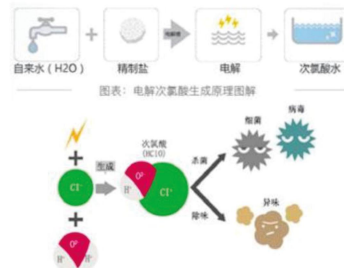 自来水（H2O）
精制盐
电解
次氯酸水
图表：电解次氯酸生成原理图解
次氯酸
(HClO)
生成
杀菌
除味
细菌
病毒
异味
Cl⁻
O²⁻
H⁺
Cl⁺
O²⁻
H⁺
H⁺